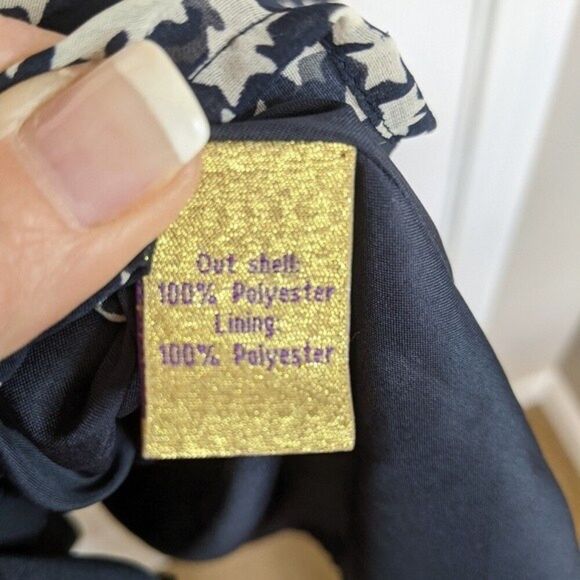 Out shell:
100% Polyester
Lining:
100% Polyester